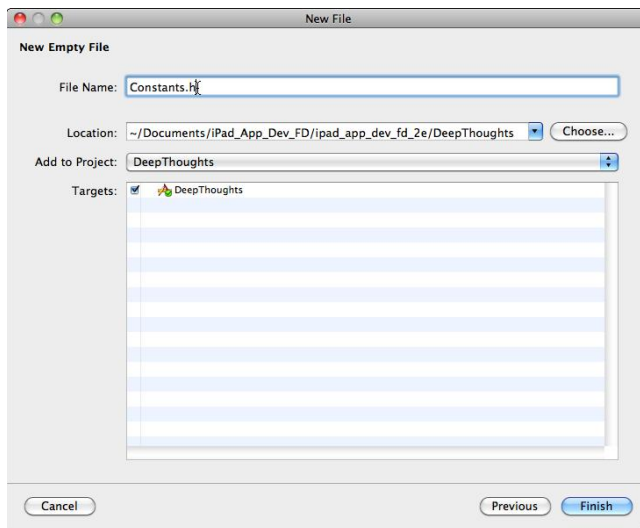 New File
New Empty File
File Name: Constants.h
Location: ~/Documents/iPad_App_Dev_FD/ipad_app_dev_fd_2e/DeepThoughts Choose...
Add to Project: DeepThoughts
Targets: DeepThoughts
Cancel Previous Finish